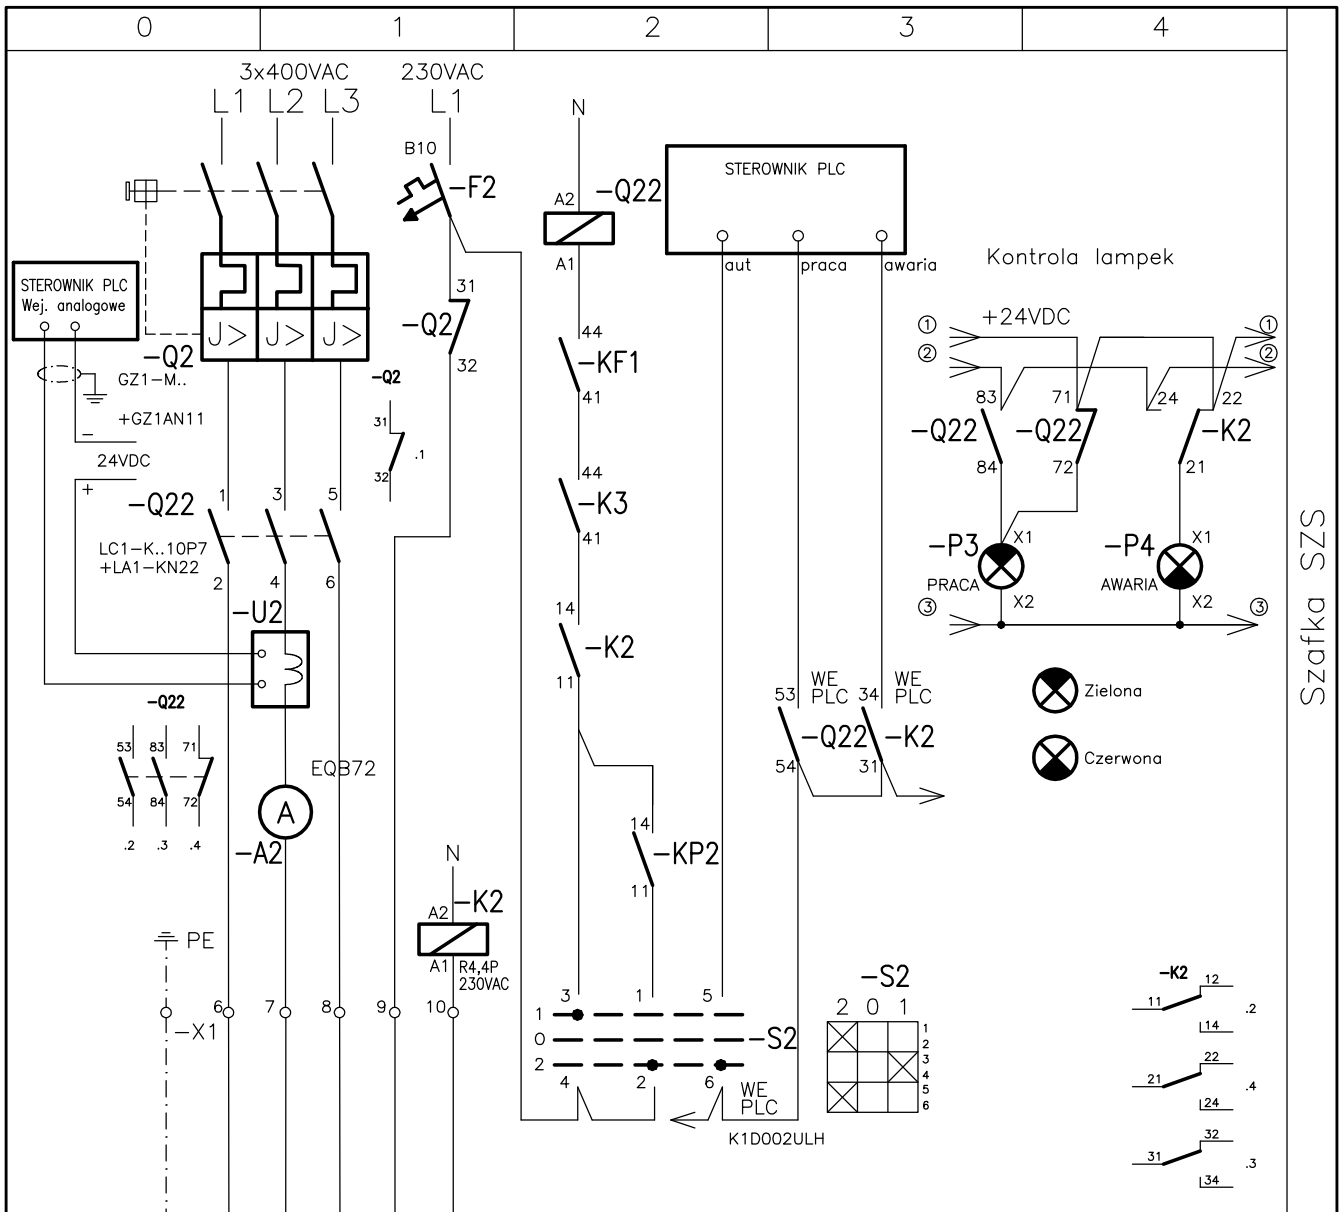 0 1 2 3 4
3x400VAC 230VAC
L1 L2 L3 L1 N
B10
-F2
A2 -Q22
A1
STEROWNIK PLC
aut praca awaria
Kontrola lampek
STEROWNIK PLC
Wej. analogowe
J> J> J>
-Q2
GZ1-M..
+GZ1AN11
-
24VDC
+
31
-Q2
32
-Q2
31
.1
32
44
-KF1
41
44
-K3
41
14
-K2
11
1 +24VDC 1
2 2
83 71 24 22
-Q22 -Q22 -K2
84 72 21
-P3 X1 -P4 X1
PRACA AWARIA
X2 X2
3 3
Zielona
Czerwona
Szafka SZS
-Q22 1 3 5
LC1-K..10P7
+LA1-KN22
2 4 6
-U2
-Q22
53 83 71
54 84 72
.2 .3 .4
EQB72
A
-A2
WE WE
53 PLC 34 PLC
-Q22 -K2
54 31
14
-KP2
11
N
A2 -K2
A1 R4,4P
230VAC
PE
-X1 6 7 8 9 10
3 1 5
1
0 -S2
2
4 2 6
WE
PLC
K1D002ULH
-S2
2 0 1
1
2
3
4
5
6
-K2
12
11 .2
14
22
21 .4
24
32
31 .3
34